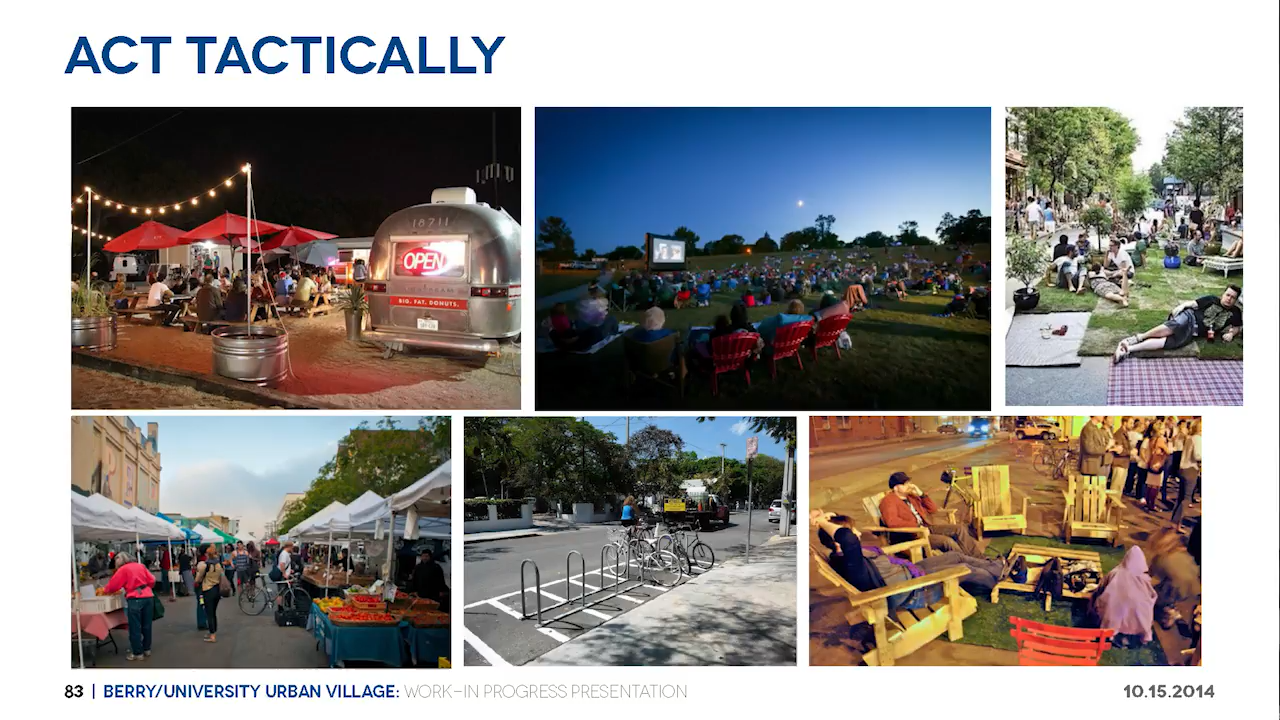 ACT TACTICALLY
18711
OPEN
BIG. FAT. DONUTS.
83 | BERRY/UNIVERSITY URBAN VILLAGE: WORK-IN PROGRESS PRESENTATION
10.15.2014